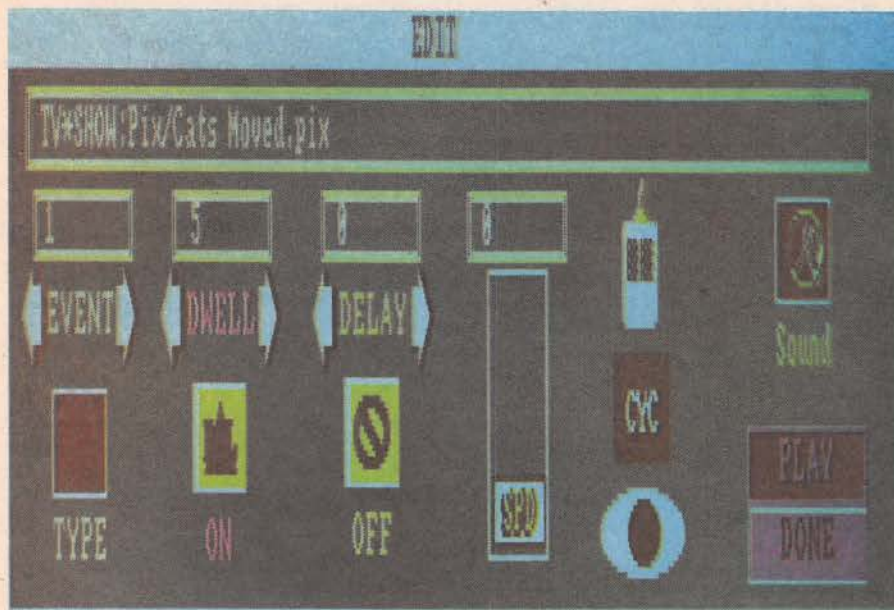 EDIT
TV*SHOW:Pix/Cats Moved.pix
1 5 0 0
EVENT DWELL DELAY
Sound
CYC
PLAY
SPD
TYPE ON OFF DONE